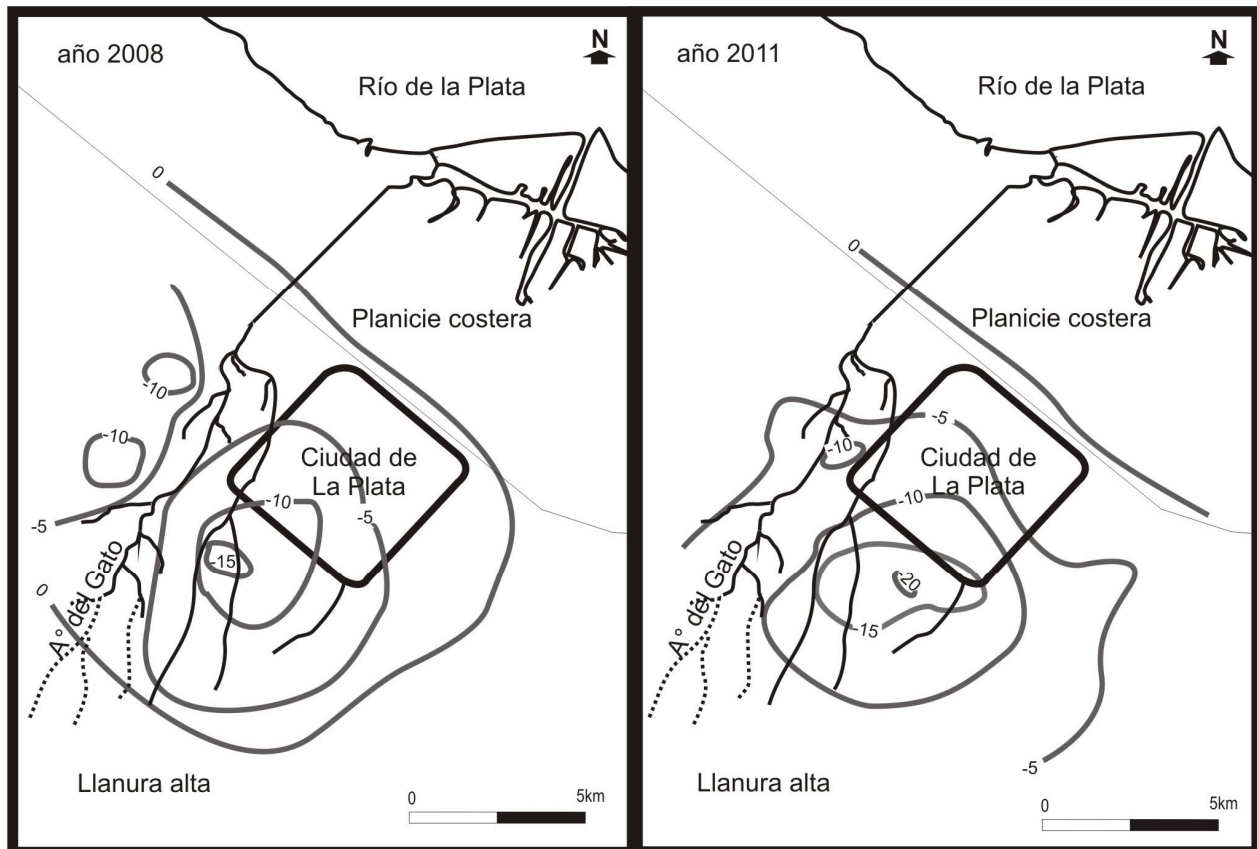 año 2008
N
Río de la Plata
0
Planicie costera
-10
-10
Ciudad de
La Plata
-10
-5
-5
-15
A° del Gato
0
Llanura alta
0 5km
año 2011
N
Río de la Plata
0
Planicie costera
-5
-10
Ciudad de
La Plata
-10
-20
A° del Gato
-15
-5
Llanura alta
0 5km